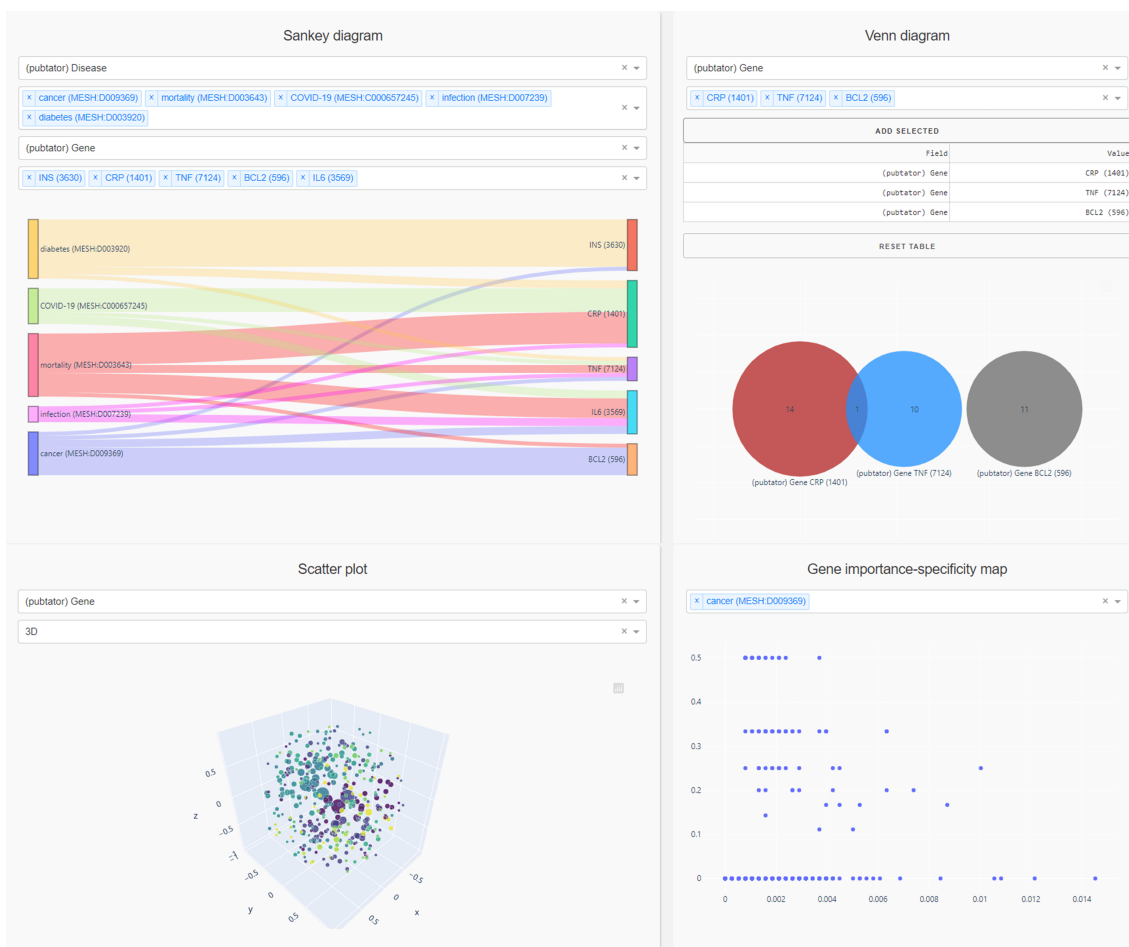 Sankey diagram
(pubtator) Disease
× cancer (MESH:D009369) × mortality (MESH:D003643) × COVID-19 (MESH:C000657245) × infection (MESH:D007239)
× diabetes (MESH:D003920)
(pubtator) Gene
× INS (3630) × CRP (1401) × TNF (7124) × BCL2 (596) × IL6 (3569)
diabetes (MESH:D003920)
COVID-19 (MESH:C000657245)
mortality (MESH:D003643)
infection (MESH:D007239)
cancer (MESH:D009369)
INS (3630)
CRP (1401)
TNF (7124)
IL6 (3569)
BCL2 (596)
Venn diagram
(pubtator) Gene
× CRP (1401) × TNF (7124) × BCL2 (596)
ADD SELECTED
Field Value
(pubtator) Gene CRP (1401)
(pubtator) Gene TNF (7124)
(pubtator) Gene BCL2 (596)
RESET TABLE
14 1 10 11
(pubtator) Gene CRP (1401)
(pubtator) Gene TNF (7124)
(pubtator) Gene BCL2 (596)
Scatter plot
(pubtator) Gene
3D
0.5
0
−0.5
−1
z
−1
−0.5
0
0.5
y
−0.5
0
0.5
x
Gene importance-specificity map
× cancer (MESH:D009369)
0.5
0.4
0.3
0.2
0.1
0
0 0.002 0.004 0.006 0.008 0.01 0.012 0.014